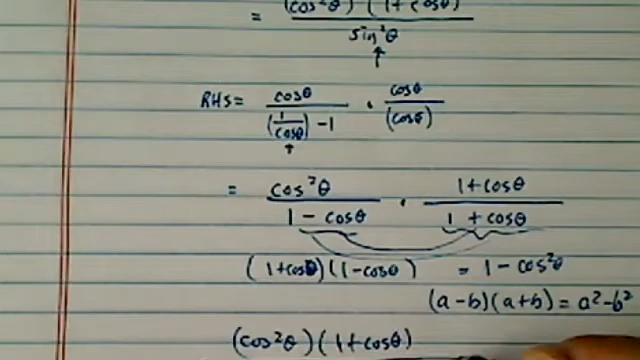 = (cos²θ) (1 + cosθ) / sin²θ
RHS = cosθ / ((1/cosθ) - 1) · cosθ / (cosθ)
= cos²θ / (1 - cosθ) · (1 + cosθ) / (1 + cosθ)
(1+cosθ)(1-cosθ) = 1 - cos²θ
(a-b)(a+b) = a²-b²
(cos²θ)(1+cosθ)